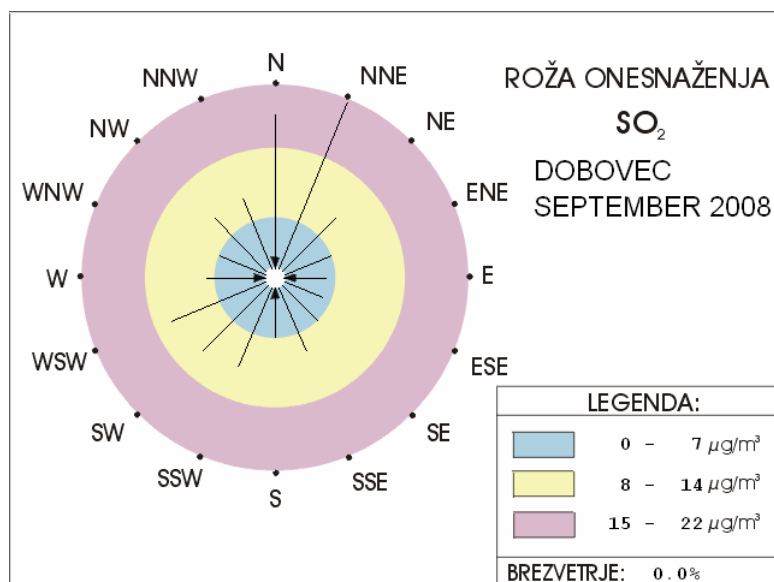 ROŽA ONESNAŽENJA
SO₂
DOBOVEC
SEPTEMBER 2008
N
NNE
NE
ENE
E
ESE
SE
SSE
S
SSW
SW
WSW
W
WNW
NW
NNW
LEGENDA:
0 - 7 µg/m³
8 - 14 µg/m³
15 - 22 µg/m³
BREZVETRJE: 0.0%